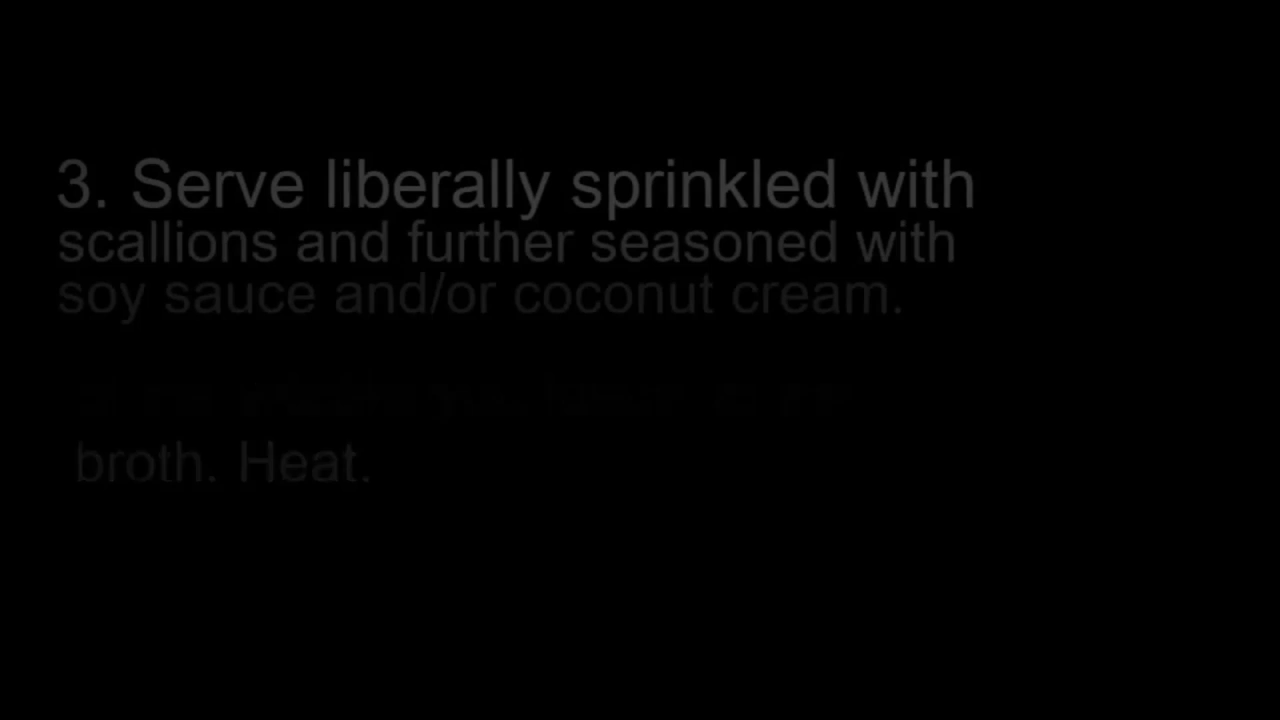 3. Serve liberally sprinkled with
scallions and further seasoned with
soy sauce and/or coconut cream.
broth. Heat.